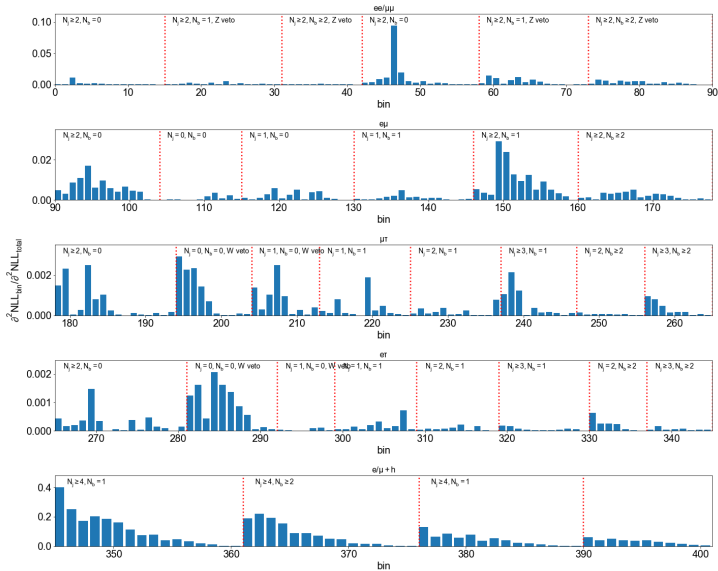 ee/μμ
N_j ≥ 2, N_b = 0 N_j ≥ 2, N_b = 1, Z veto N_j ≥ 2, N_b ≥ 2, Z veto N_j ≥ 2, N_b = 0 N_j ≥ 2, N_b = 1, Z veto N_j ≥ 2, N_b ≥ 2, Z veto
0.10
0.05
0.00
0 10 20 30 40 50 60 70 80 90
bin
eμ
N_j ≥ 2, N_b = 0 N_j = 0, N_b = 0 N_j = 1, N_b = 0 N_j = 1, N_b = 1 N_j ≥ 2, N_b = 1 N_j ≥ 2, N_b ≥ 2
0.02
0.00
90 100 110 120 130 140 150 160 170
bin
μτ
N_j ≥ 2, N_b = 0 N_j = 0, N_b = 0, W veto N_j = 1, N_b = 0, W veto N_j = 1, N_b = 1 N_j = 2, N_b = 1 N_j ≥ 3, N_b = 1 N_j = 2, N_b ≥ 2 N_j ≥ 3, N_b ≥ 2
∂²NLL_bin/∂²NLL_total
0.002
0.000
180 190 200 210 220 230 240 250 260
bin
eτ
N_j ≥ 2, N_b = 0 N_j = 0, N_b = 0, W veto N_j = 1, N_b = 0, W veto N_j = 1, N_b = 1 N_j = 2, N_b = 1 N_j ≥ 3, N_b = 1 N_j = 2, N_b ≥ 2 N_j ≥ 3, N_b ≥ 2
0.002
0.001
0.000
270 280 290 300 310 320 330 340
bin
e/μ + h
N_j ≥ 4, N_b = 1 N_j ≥ 4, N_b ≥ 2 N_j ≥ 4, N_b = 1
0.4
0.2
0.0
350 360 370 380 390 400
bin